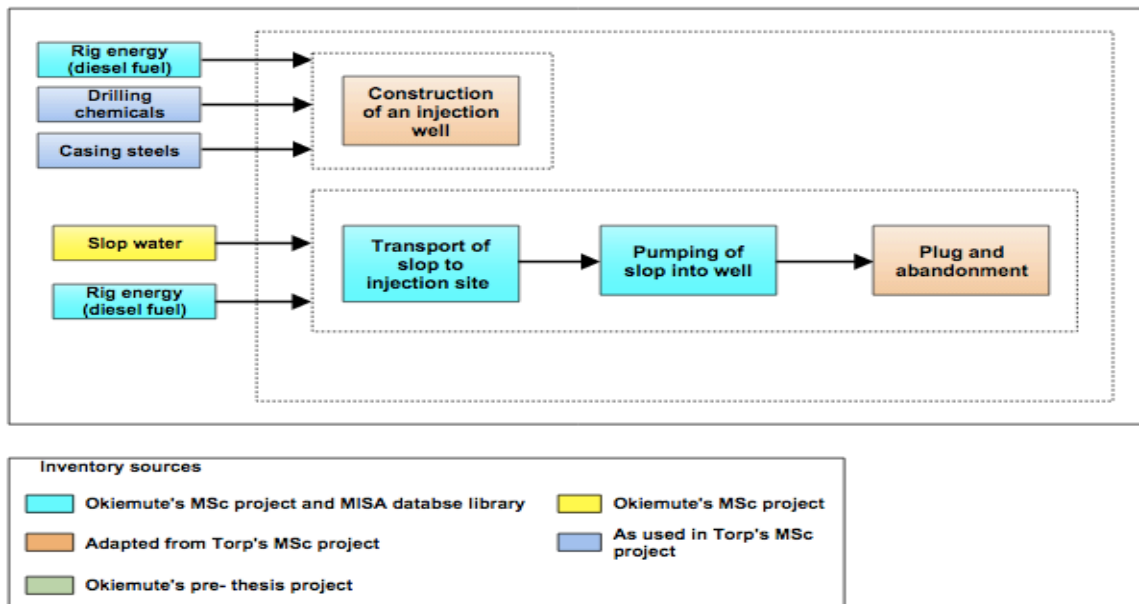 Rig energy
(diesel fuel)
Drilling
chemicals
Casing steels
Construction
of an injection
well
Slop water
Rig energy
(diesel fuel)
Transport of
slop to
injection site
Pumping of
slop into well
Plug and
abandonment
Inventory sources
Okiemute's MSc project and MISA databse library
Okiemute's MSc project
Adapted from Torp's MSc project
As used in Torp's MSc
project
Okiemute's pre- thesis project